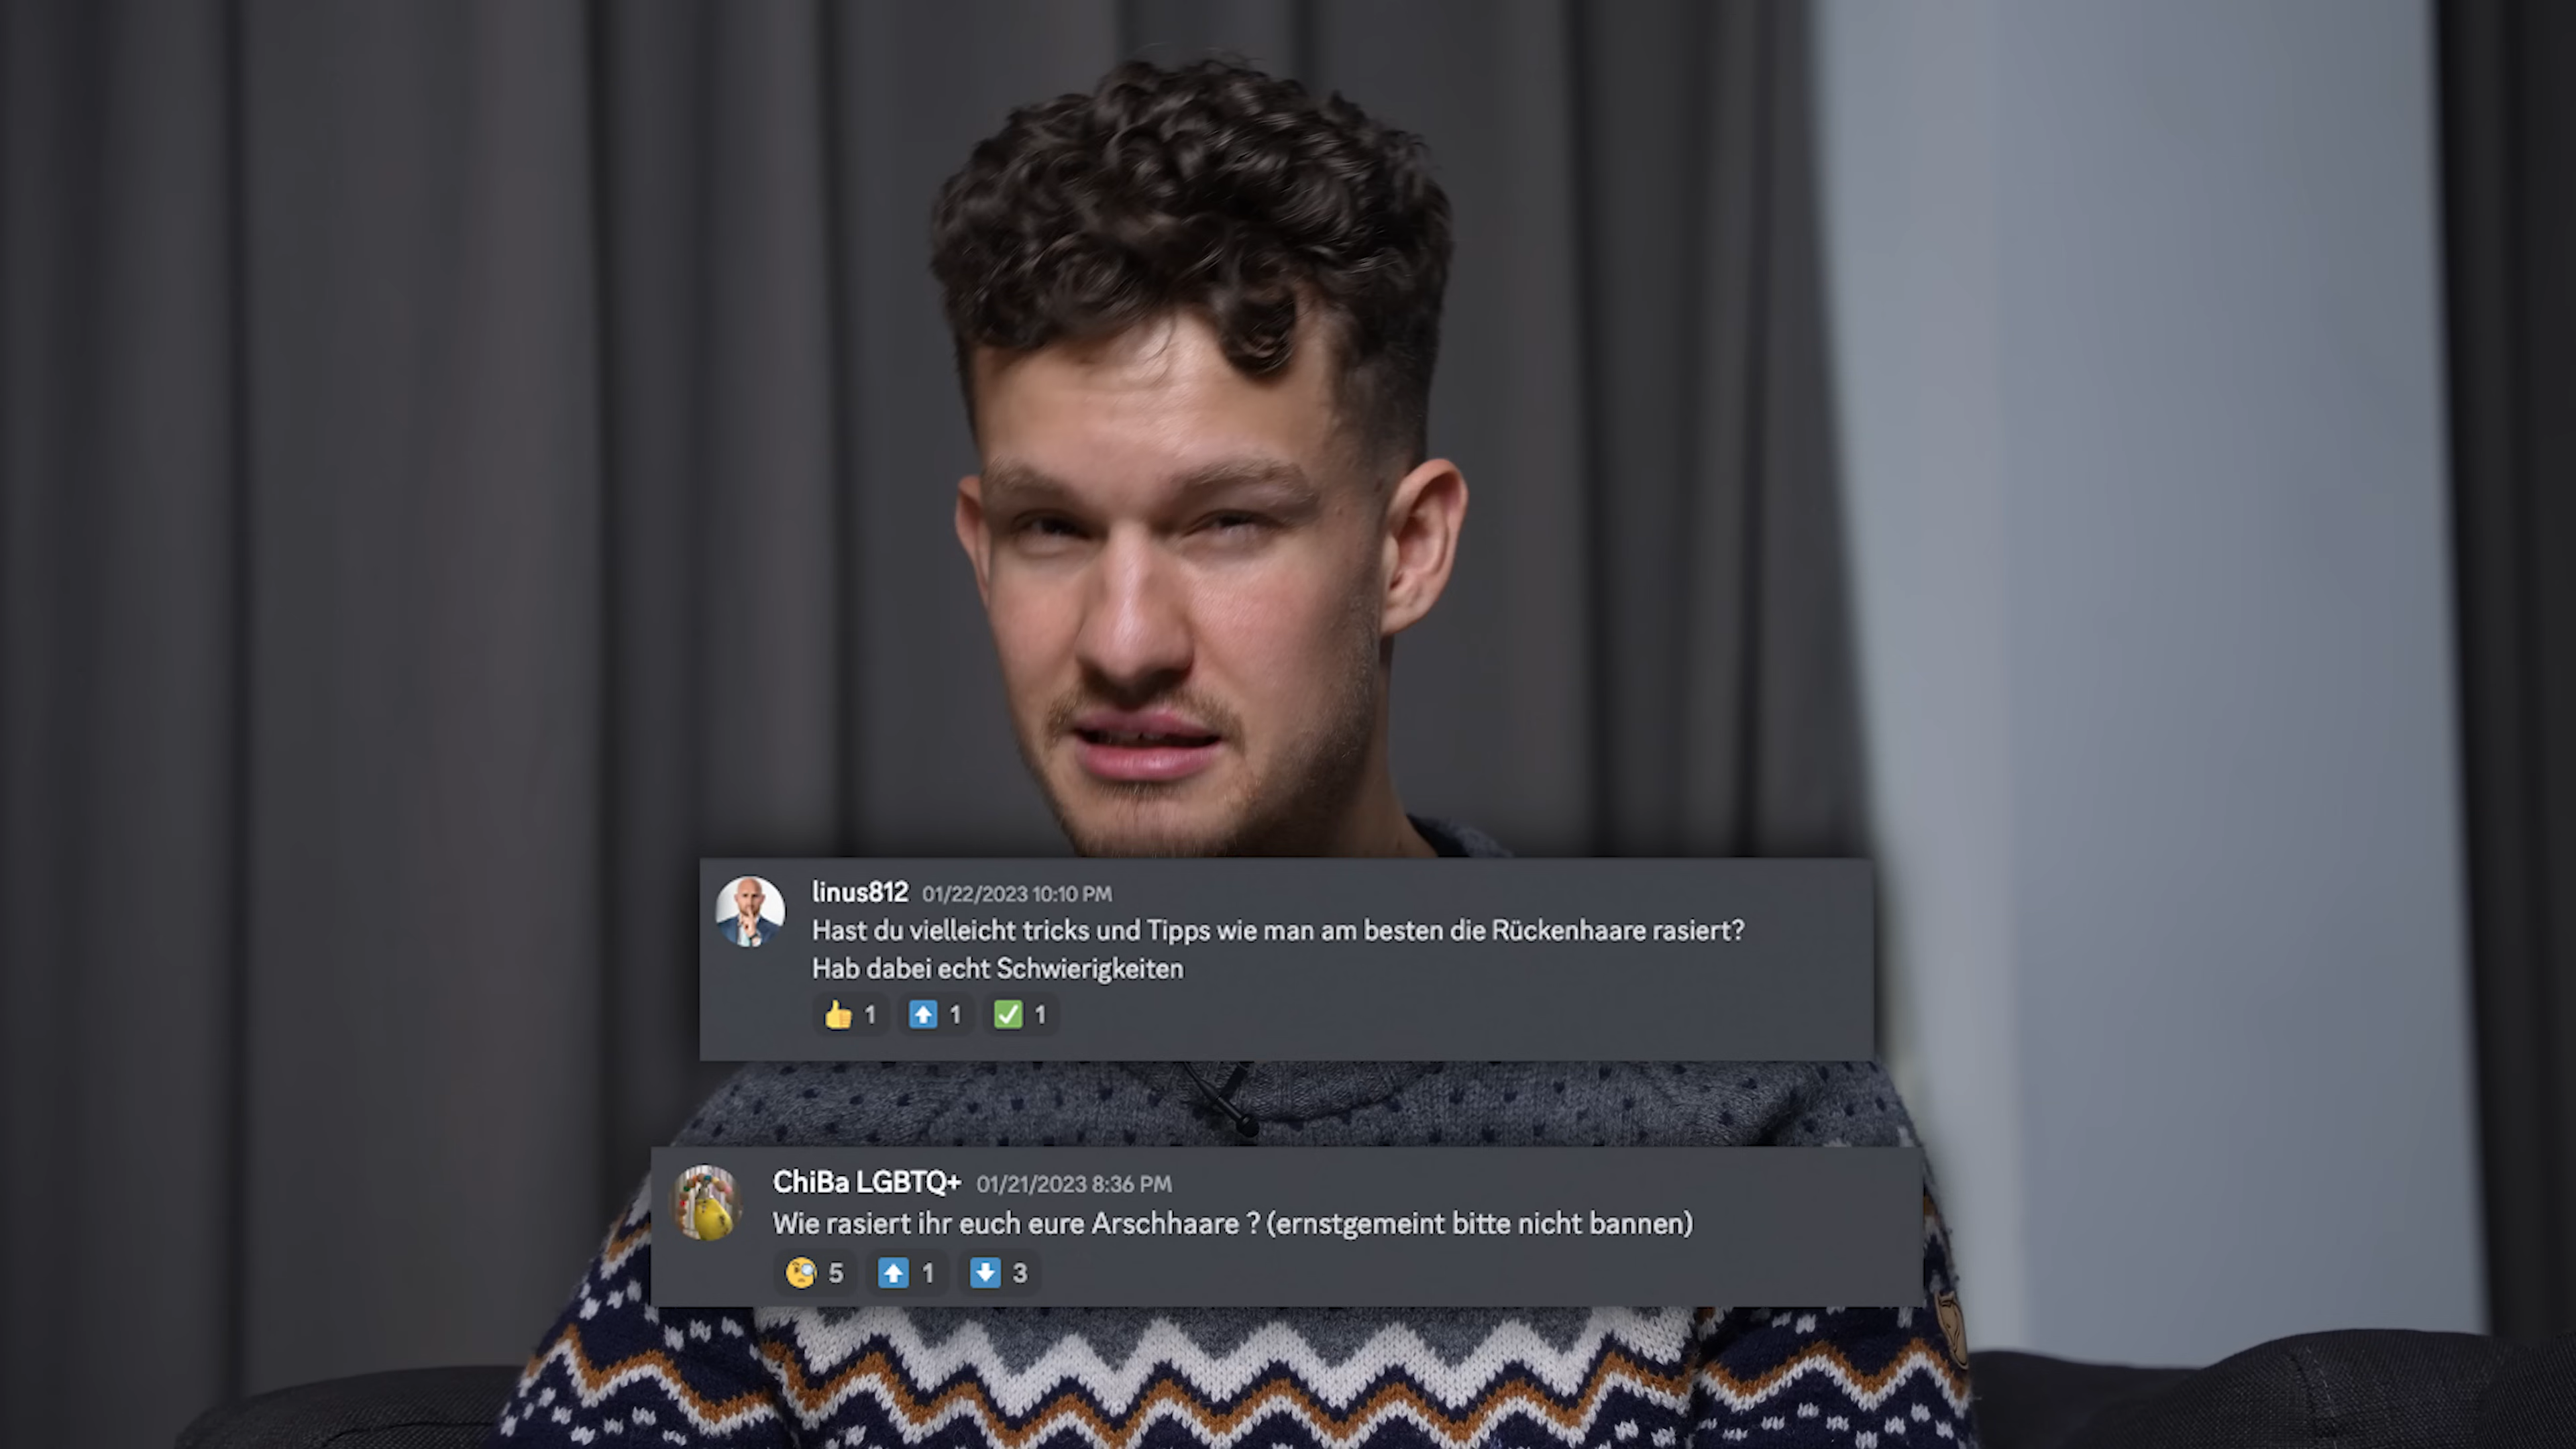 linus812 01/22/2023 10:10 PM
Hast du vielleicht tricks und Tipps wie man am besten die Rückenhaare rasiert?
Hab dabei echt Schwierigkeiten
👍 1 ⬆️ 1 ✅ 1
ChiBa LGBTQ+ 01/21/2023 8:36 PM
Wie rasiert ihr euch eure Arschhaare ? (ernstgemeint bitte nicht bannen)
🧐 5 ⬆️ 1 ⬇️ 3